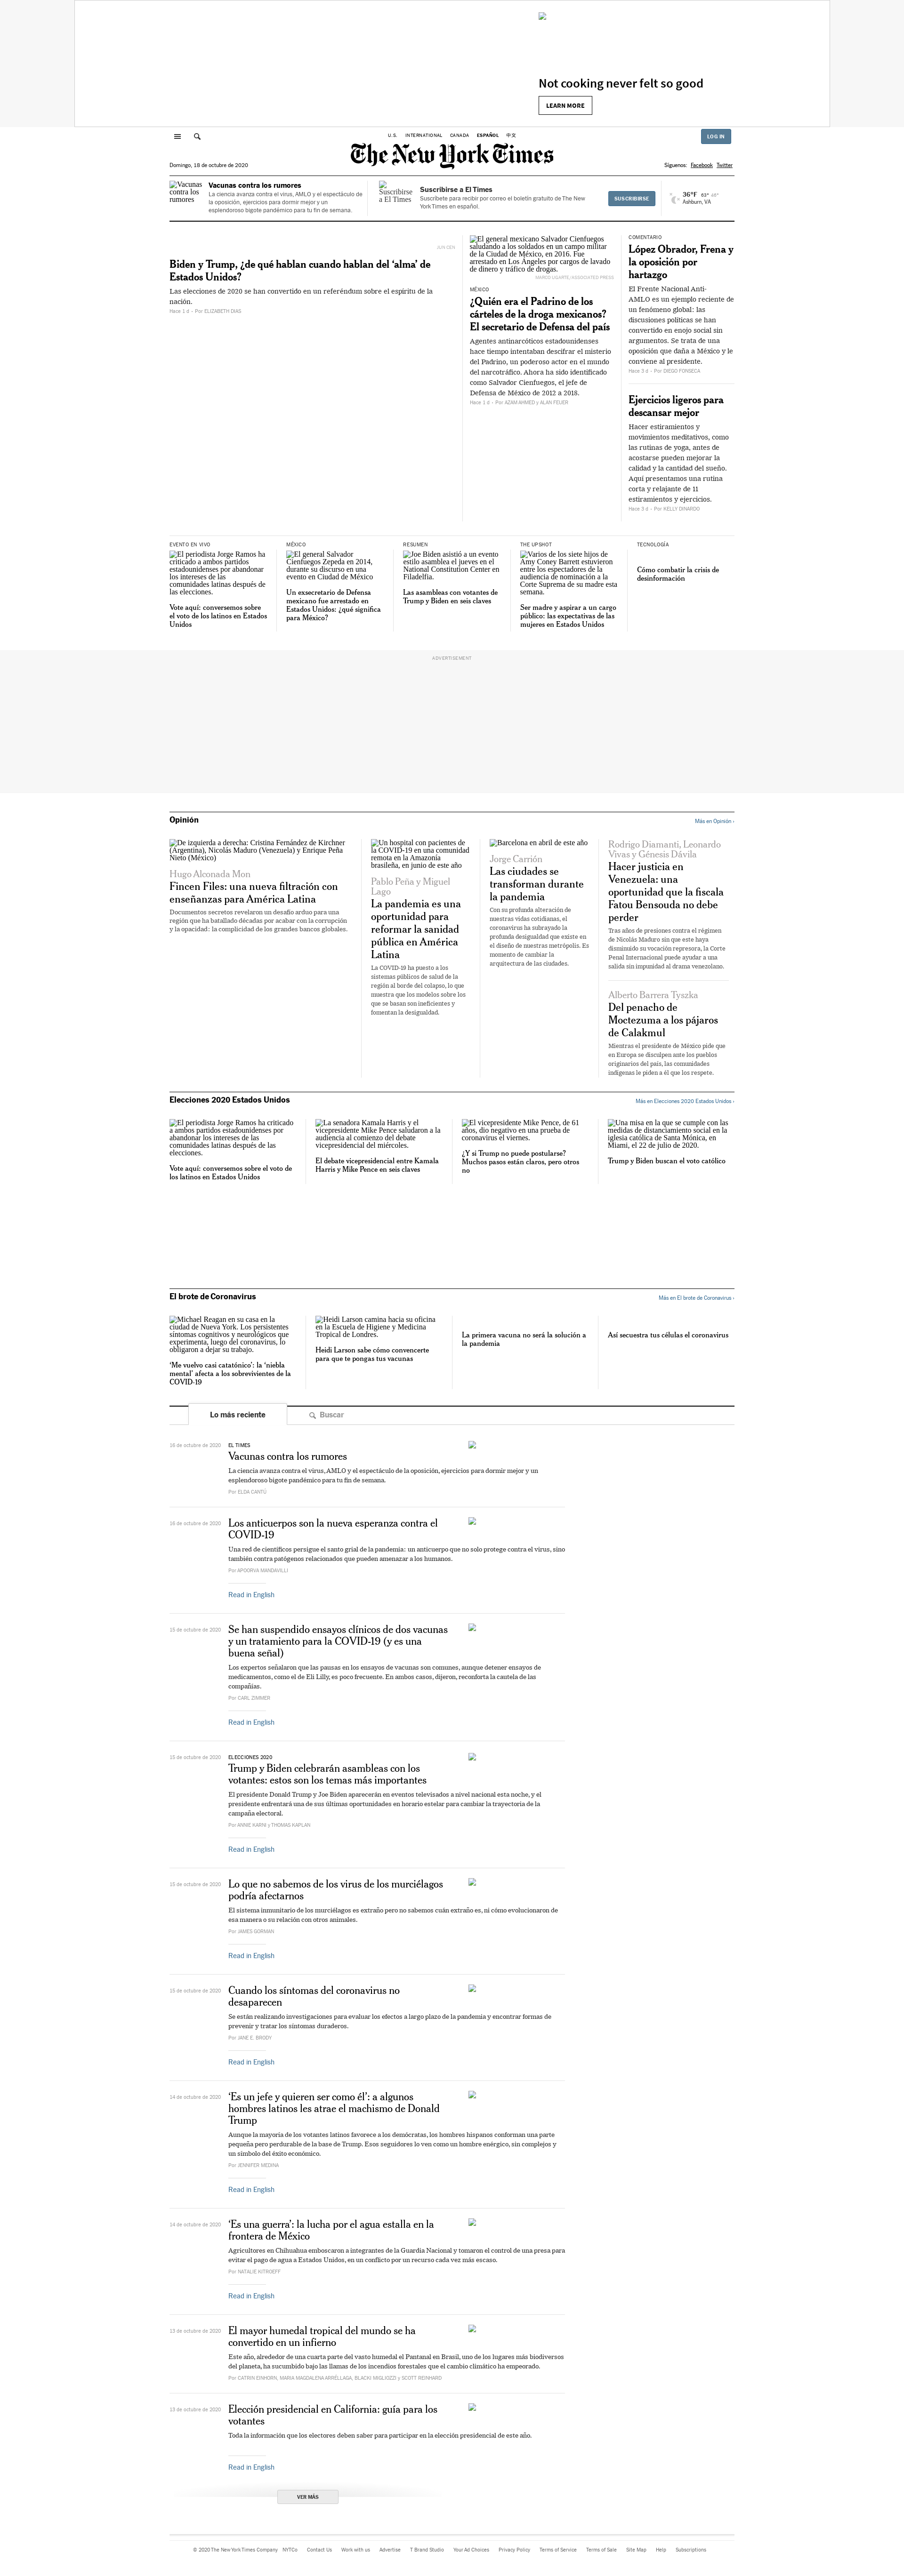 Not cooking never felt so good
LEARN MORE
U.S.
INTERNATIONAL
CANADA
ESPAÑOL
中文
LOG IN
The New York Times
Domingo, 18 de octubre de 2020
Síguenos:
Facebook
Twitter
Vacunas contra los rumores
Vacunas contra los rumores
La ciencia avanza contra el virus, AMLO y el espectáculo de la oposición, ejercicios para dormir mejor y un esplendoroso bigote pandémico para tu fin de semana.
Suscribirse a El Times
Suscribirse a El Times
Suscríbete para recibir por correo el boletín gratuito de The New York Times en español.
SUSCRIBIRSE
36°F
Ashburn, VA
JUN CEN
Biden y Trump, ¿de qué hablan cuando hablan del ‘alma’ de
Estados Unidos?
Las elecciones de 2020 se han convertido en un referéndum sobre el espíritu de la
nación.
Hace 1 d • Por ELIZABETH DIAS
El general mexicano Salvador Cienfuegos
saludando a los soldados en un campo militar
de la Ciudad de México, en 2016. Fue
arrestado en Los Ángeles por cargos de lavado
de dinero y tráfico de drogas.
MARCO UGARTE/ASSOCIATED PRESS
MÉXICO
¿Quién era el Padrino de los
cárteles de la droga mexicanos?
El secretario de Defensa del país
Agentes antinarcóticos estadounidenses
hace tiempo intentaban descifrar el misterio
del Padrino, un poderoso actor en el mundo
del narcotráfico. Ahora ha sido identificado
como Salvador Cienfuegos, el jefe de
Defensa de México de 2012 a 2018.
Hace 1 d • Por AZAM AHMED y ALAN FEUER
COMENTARIO
López Obrador, Frena y
la oposición por
hartazgo
El Frente Nacional Anti-
AMLO es un ejemplo reciente de
un fenómeno global: las
discusiones políticas se han
convertido en enojo social sin
argumentos. Se trata de una
oposición que daña a México y le
conviene al presidente.
Hace 3 d • Por DIEGO FONSECA
Ejercicios ligeros para
descansar mejor
Hacer estiramientos y
movimientos meditativos, como
las rutinas de yoga, antes de
acostarse pueden mejorar la
calidad y la cantidad del sueño.
Aquí presentamos una rutina
corta y relajante de 11
estiramientos y ejercicios.
Hace 3 d • Por KELLY DINARDO
EVENTO EN VIVO
El periodista Jorge Ramos ha
criticado a ambos partidos
estadounidenses por abandonar
los intereses de las
comunidades latinas después de
las elecciones.
Vote aquí: conversemos sobre
el voto de los latinos en Estados
Unidos
MÉXICO
El general Salvador
Cienfuegos Zepeda en 2014,
durante su discurso en una
evento en Ciudad de México
Un exsecretario de Defensa
mexicano fue arrestado en
Estados Unidos: ¿qué significa
para México?
RESUMEN
Joe Biden asistió a un evento
estilo asamblea el jueves en el
National Constitution Center en
Filadelfia.
Las asambleas con votantes de
Trump y Biden en seis claves
THE UPSHOT
Varios de los siete hijos de
Amy Coney Barrett estuvieron
entre los espectadores de la
audiencia de nominación a la
Corte Suprema de su madre esta
semana.
Ser madre y aspirar a un cargo
público: las expectativas de las
mujeres en Estados Unidos
TECNOLOGÍA
Cómo combatir la crisis de
desinformación
ADVERTISEMENT
Opinión
Más en Opinión ›
De izquierda a derecha: Cristina Fernández de Kirchner
(Argentina), Nicolás Maduro (Venezuela) y Enrique Peña
Nieto (México)
Hugo Alconada Mon
Fincen Files: una nueva filtración con
enseñanzas para América Latina
Documentos secretos revelaron un desafío arduo para una
región que ha batallado décadas por acabar con la corrupción
y la opacidad: la complicidad de los grandes bancos globales.
Un hospital con pacientes de
la COVID-19 en una comunidad
remota en la Amazonía
brasileña, en junio de este año
Pablo Peña y Miguel
Lago
La pandemia es una
oportunidad para
reformar la sanidad
pública en América
Latina
La COVID-19 ha puesto a los
sistemas públicos de salud de la
región al borde del colapso, lo que
muestra que los modelos sobre los
que se basan son ineficientes y
fomentan la desigualdad.
Barcelona en abril de este año
Jorge Carrión
Las ciudades se
transforman durante
la pandemia
Con su profunda alteración de
nuestras vidas cotidianas, el
coronavirus ha subrayado la
profunda desigualdad que existe en
el diseño de nuestras metrópolis. Es
momento de cambiar la
arquitectura de las ciudades.
Rodrigo Diamanti, Leonardo
Vivas y Génesis Dávila
Hacer justicia en
Venezuela: una
oportunidad que la fiscala
Fatou Bensouda no debe
perder
Tras años de presiones contra el régimen
de Nicolás Maduro sin que este haya
disminuido su vocación represora, la Corte
Penal Internacional puede ayudar a una
salida sin impunidad al drama venezolano.
Alberto Barrera Tyszka
Del penacho de
Moctezuma a los pájaros
de Calakmul
Mientras el presidente de México pide que
en Europa se disculpen ante los pueblos
originarios del país, las comunidades
indígenas le piden a él que los respete.
Elecciones 2020 Estados Unidos
Más en Elecciones 2020 Estados Unidos ›
El periodista Jorge Ramos ha criticado
a ambos partidos estadounidenses por
abandonar los intereses de las
comunidades latinas después de las
elecciones.
Vote aquí: conversemos sobre el voto de
los latinos en Estados Unidos
La senadora Kamala Harris y el
vicepresidente Mike Pence saludaron a la
audiencia al comienzo del debate
vicepresidencial del miércoles.
El debate vicepresidencial entre Kamala
Harris y Mike Pence en seis claves
El vicepresidente Mike Pence, de 61
años, dio negativo en una prueba de
coronavirus el viernes.
¿Y si Trump no puede postularse?
Muchos pasos están claros, pero otros
no
Una misa en la que se cumple con las
medidas de distanciamiento social en la
iglesia católica de Santa Mónica, en
Miami, el 22 de julio de 2020.
Trump y Biden buscan el voto católico
El brote de Coronavirus
Más en El brote de Coronavirus ›
Michael Reagan en su casa en la
ciudad de Nueva York. Los persistentes
síntomas cognitivos y neurológicos que
experimenta, luego del coronavirus, lo
obligaron a dejar su trabajo.
‘Me vuelvo casi catatónico’: la ‘niebla
mental’ afecta a los sobrevivientes de la
COVID-19
Heidi Larson camina hacia su oficina
en la Escuela de Higiene y Medicina
Tropical de Londres.
Heidi Larson sabe cómo convencerte
para que te pongas tus vacunas
La primera vacuna no será la solución a
la pandemia
Así secuestra tus células el coronavirus
Lo más reciente
Buscar
16 de octubre de 2020
EL TIMES
Vacunas contra los rumores
La ciencia avanza contra el virus, AMLO y el espectáculo de la oposición, ejercicios para dormir mejor y un
esplendoroso bigote pandémico para tu fin de semana.
Por ELDA CANTÚ
16 de octubre de 2020
Los anticuerpos son la nueva esperanza contra el
COVID-19
Una red de científicos persigue el santo grial de la pandemia: un anticuerpo que no solo protege contra el virus, sino
también contra patógenos relacionados que pueden amenazar a los humanos.
Por APOORVA MANDAVILLI
Read in English
15 de octubre de 2020
Se han suspendido ensayos clínicos de dos vacunas
y un tratamiento para la COVID-19 (y es una
buena señal)
Los expertos señalaron que las pausas en los ensayos de vacunas son comunes, aunque detener ensayos de
medicamentos, como el de Eli Lilly, es poco frecuente. En ambos casos, dijeron, reconforta la cautela de las
compañías.
Por CARL ZIMMER
Read in English
15 de octubre de 2020
ELECCIONES 2020
Trump y Biden celebrarán asambleas con los
votantes: estos son los temas más importantes
El presidente Donald Trump y Joe Biden aparecerán en eventos televisados a nivel nacional esta noche, y el
presidente enfrentará una de sus últimas oportunidades en horario estelar para cambiar la trayectoria de la
campaña electoral.
Por ANNIE KARNI y THOMAS KAPLAN
Read in English
15 de octubre de 2020
Lo que no sabemos de los virus de los murciélagos
podría afectarnos
El sistema inmunitario de los murciélagos es extraño pero no sabemos cuán extraño es, ni cómo evolucionaron de
esa manera o su relación con otros animales.
Por JAMES GORMAN
Read in English
15 de octubre de 2020
Cuando los síntomas del coronavirus no
desaparecen
Se están realizando investigaciones para evaluar los efectos a largo plazo de la pandemia y encontrar formas de
prevenir y tratar los síntomas duraderos.
Por JANE E. BRODY
Read in English
14 de octubre de 2020
‘Es un jefe y quieren ser como él’: a algunos
hombres latinos les atrae el machismo de Donald
Trump
Aunque la mayoría de los votantes latinos favorece a los demócratas, los hombres hispanos conforman una parte
pequeña pero perdurable de la base de Trump. Esos seguidores lo ven como un hombre enérgico, sin complejos y
un símbolo del éxito económico.
Por JENNIFER MEDINA
Read in English
14 de octubre de 2020
‘Es una guerra’: la lucha por el agua estalla en la
frontera de México
Agricultores en Chihuahua emboscaron a integrantes de la Guardia Nacional y tomaron el control de una presa para
evitar el pago de agua a Estados Unidos, en un conflicto por un recurso cada vez más escaso.
Por NATALIE KITROEFF
Read in English
13 de octubre de 2020
El mayor humedal tropical del mundo se ha
convertido en un infierno
Este año, alrededor de una cuarta parte del vasto humedal el Pantanal en Brasil, uno de los lugares más biodiversos
del planeta, ha sucumbido bajo las llamas de los incendios forestales que el cambio climático ha empeorado.
Por CATRIN EINHORN, MARIA MAGDALENA ARRÉLLAGA, BLACKI MIGLIOZZI y SCOTT REINHARD
13 de octubre de 2020
Elección presidencial en California: guía para los
votantes
Toda la información que los electores deben saber para participar en la elección presidencial de este año.
Read in English
VER MÁS
© 2020 The New York Times Company
NYTCo
Contact Us
Work with us
Advertise
T Brand Studio
Your Ad Choices
Privacy Policy
Terms of Service
Terms of Sale
Site Map
Help
Subscriptions